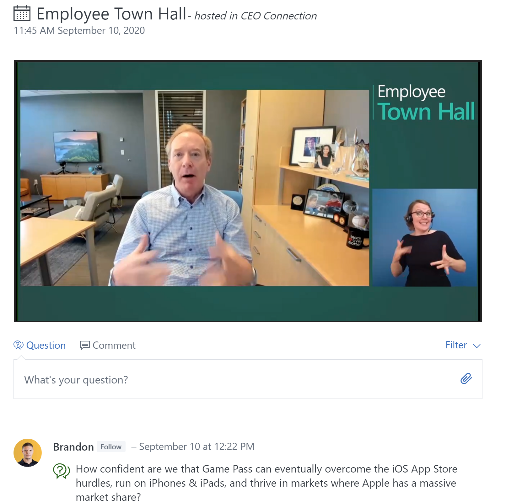 Employee Town Hall - hosted in CEO Connection
11:45 AM September 10, 2020
Employee
Town Hall
Question Comment Filter
What's your question?
Brandon Follow – September 10 at 12:22 PM
How confident are we that Game Pass can eventually overcome the iOS App Store
hurdles, run on iPhones & iPads, and thrive in markets where Apple has a massive
market share?